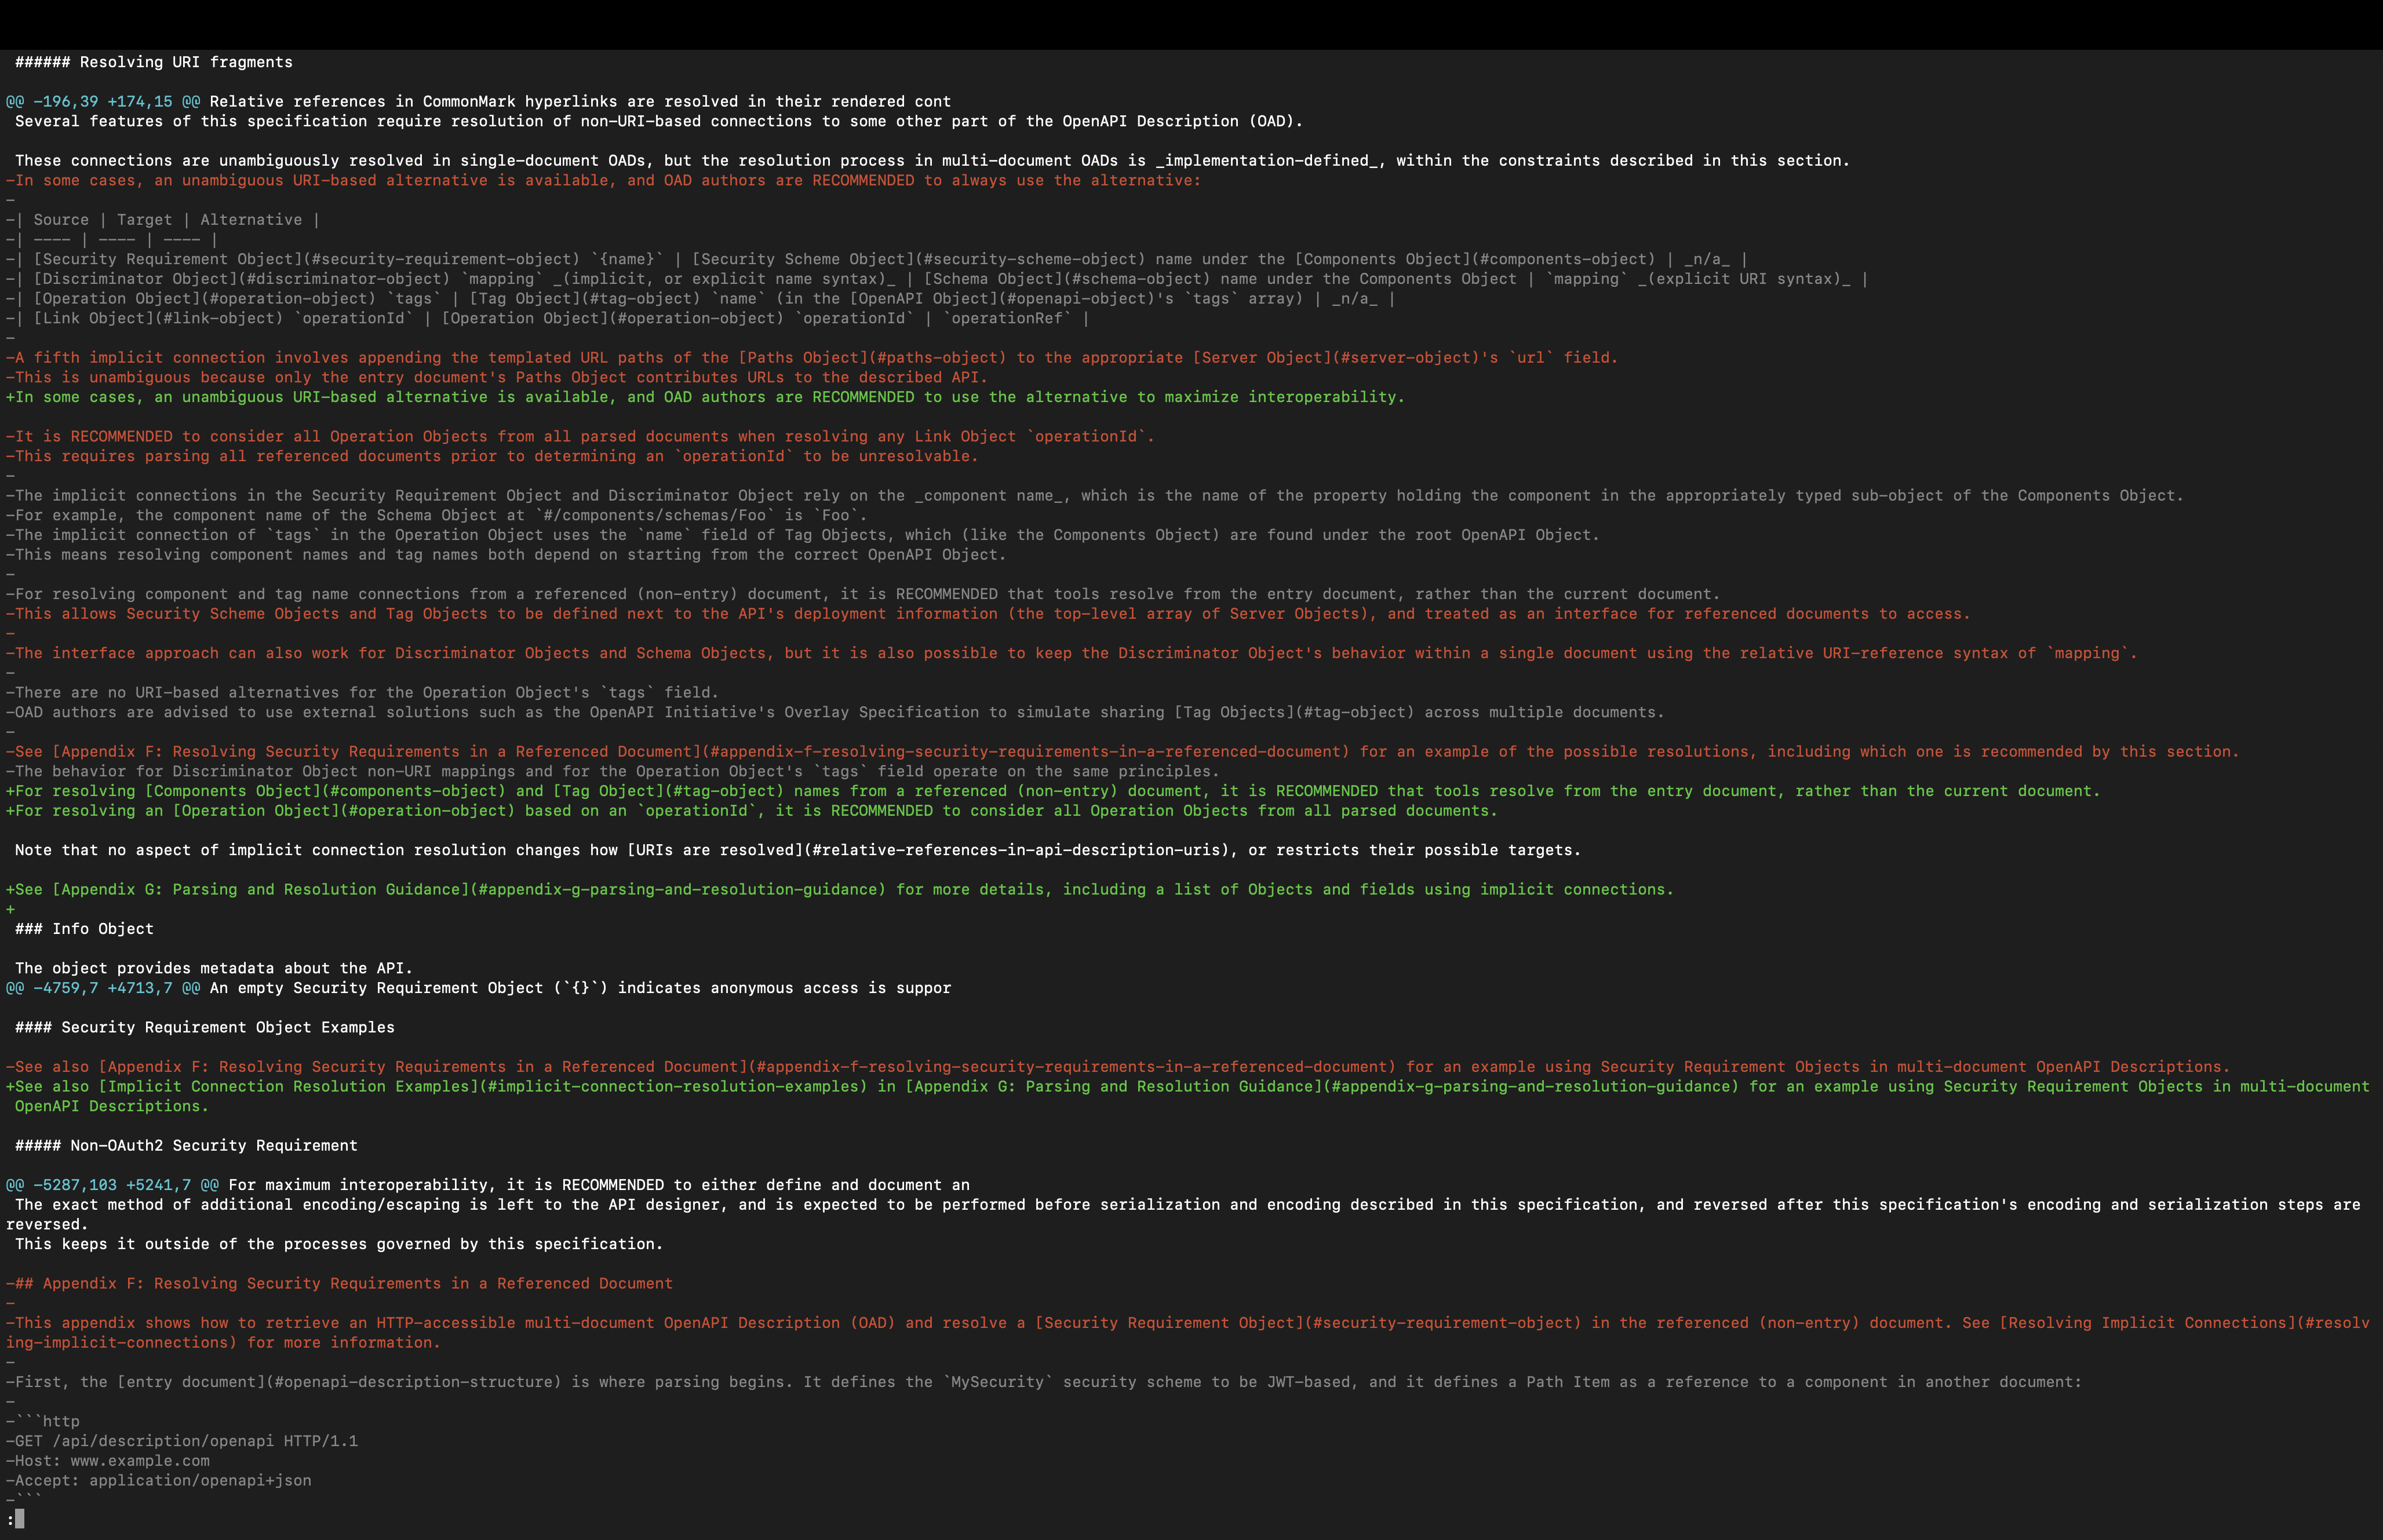 ###### Resolving URI fragments
@@ -196,39 +174,15 @@ Relative references in CommonMark hyperlinks are resolved in their rendered cont
Several features of this specification require resolution of non-URI-based connections to some other part of the OpenAPI Description (OAD).
These connections are unambiguously resolved in single-document OADs, but the resolution process in multi-document OADs is _implementation-defined_, within the constraints described in this section.
-In some cases, an unambiguous URI-based alternative is available, and OAD authors are RECOMMENDED to always use the alternative:
-
-| Source | Target | Alternative |
-| ---- | ---- | ---- |
-| [Security Requirement Object](#security-requirement-object) `{name}` | [Security Scheme Object](#security-scheme-object) name under the [Components Object](#components-object) | _n/a_ |
-| [Discriminator Object](#discriminator-object) `mapping` _(implicit, or explicit name syntax)_ | [Schema Object](#schema-object) name under the Components Object | `mapping` _(explicit URI syntax)_ |
-| [Operation Object](#operation-object) `tags` | [Tag Object](#tag-object) `name` (in the [OpenAPI Object](#openapi-object)'s `tags` array) | _n/a_ |
-| [Link Object](#link-object) `operationId` | [Operation Object](#operation-object) `operationId` | `operationRef` |
-
-A fifth implicit connection involves appending the templated URL paths of the [Paths Object](#paths-object) to the appropriate [Server Object](#server-object)'s `url` field.
-This is unambiguous because only the entry document's Paths Object contributes URLs to the described API.
+In some cases, an unambiguous URI-based alternative is available, and OAD authors are RECOMMENDED to use the alternative to maximize interoperability.
-It is RECOMMENDED to consider all Operation Objects from all parsed documents when resolving any Link Object `operationId`.
-This requires parsing all referenced documents prior to determining an `operationId` to be unresolvable.
-
-The implicit connections in the Security Requirement Object and Discriminator Object rely on the _component name_, which is the name of the property holding the component in the appropriately typed sub-object of the Components Object.
-For example, the component name of the Schema Object at `#/components/schemas/Foo` is `Foo`.
-The implicit connection of `tags` in the Operation Object uses the `name` field of Tag Objects, which (like the Components Object) are found under the root OpenAPI Object.
-This means resolving component names and tag names both depend on starting from the correct OpenAPI Object.
-
-For resolving component and tag name connections from a referenced (non-entry) document, it is RECOMMENDED that tools resolve from the entry document, rather than the current document.
-This allows Security Scheme Objects and Tag Objects to be defined next to the API's deployment information (the top-level array of Server Objects), and treated as an interface for referenced documents to access.
-
-The interface approach can also work for Discriminator Objects and Schema Objects, but it is also possible to keep the Discriminator Object's behavior within a single document using the relative URI-reference syntax of `mapping`.
-
-There are no URI-based alternatives for the Operation Object's `tags` field.
-OAD authors are advised to use external solutions such as the OpenAPI Initiative's Overlay Specification to simulate sharing [Tag Objects](#tag-object) across multiple documents.
-
-See [Appendix F: Resolving Security Requirements in a Referenced Document](#appendix-f-resolving-security-requirements-in-a-referenced-document) for an example of the possible resolutions, including which one is recommended by this section.
-The behavior for Discriminator Object non-URI mappings and for the Operation Object's `tags` field operate on the same principles.
+For resolving [Components Object](#components-object) and [Tag Object](#tag-object) names from a referenced (non-entry) document, it is RECOMMENDED that tools resolve from the entry document, rather than the current document.
+For resolving an [Operation Object](#operation-object) based on an `operationId`, it is RECOMMENDED to consider all Operation Objects from all parsed documents.
Note that no aspect of implicit connection resolution changes how [URIs are resolved](#relative-references-in-api-description-uris), or restricts their possible targets.
+See [Appendix G: Parsing and Resolution Guidance](#appendix-g-parsing-and-resolution-guidance) for more details, including a list of Objects and fields using implicit connections.
+
### Info Object
The object provides metadata about the API.
@@ -4759,7 +4713,7 @@ An empty Security Requirement Object (`{}`) indicates anonymous access is suppor
#### Security Requirement Object Examples
-See also [Appendix F: Resolving Security Requirements in a Referenced Document](#appendix-f-resolving-security-requirements-in-a-referenced-document) for an example using Security Requirement Objects in multi-document OpenAPI Descriptions.
+See also [Implicit Connection Resolution Examples](#implicit-connection-resolution-examples) in [Appendix G: Parsing and Resolution Guidance](#appendix-g-parsing-and-resolution-guidance) for an example using Security Requirement Objects in multi-document
OpenAPI Descriptions.
##### Non-OAuth2 Security Requirement
@@ -5287,103 +5241,7 @@ For maximum interoperability, it is RECOMMENDED to either define and document an
The exact method of additional encoding/escaping is left to the API designer, and is expected to be performed before serialization and encoding described in this specification, and reversed after this specification's encoding and serialization steps are
reversed.
This keeps it outside of the processes governed by this specification.
-## Appendix F: Resolving Security Requirements in a Referenced Document
-
-This appendix shows how to retrieve an HTTP-accessible multi-document OpenAPI Description (OAD) and resolve a [Security Requirement Object](#security-requirement-object) in the referenced (non-entry) document. See [Resolving Implicit Connections](#resolv
ing-implicit-connections) for more information.
-
-First, the [entry document](#openapi-description-structure) is where parsing begins. It defines the `MySecurity` security scheme to be JWT-based, and it defines a Path Item as a reference to a component in another document:
-
-```http
-GET /api/description/openapi HTTP/1.1
-Host: www.example.com
-Accept: application/openapi+json
-```
: